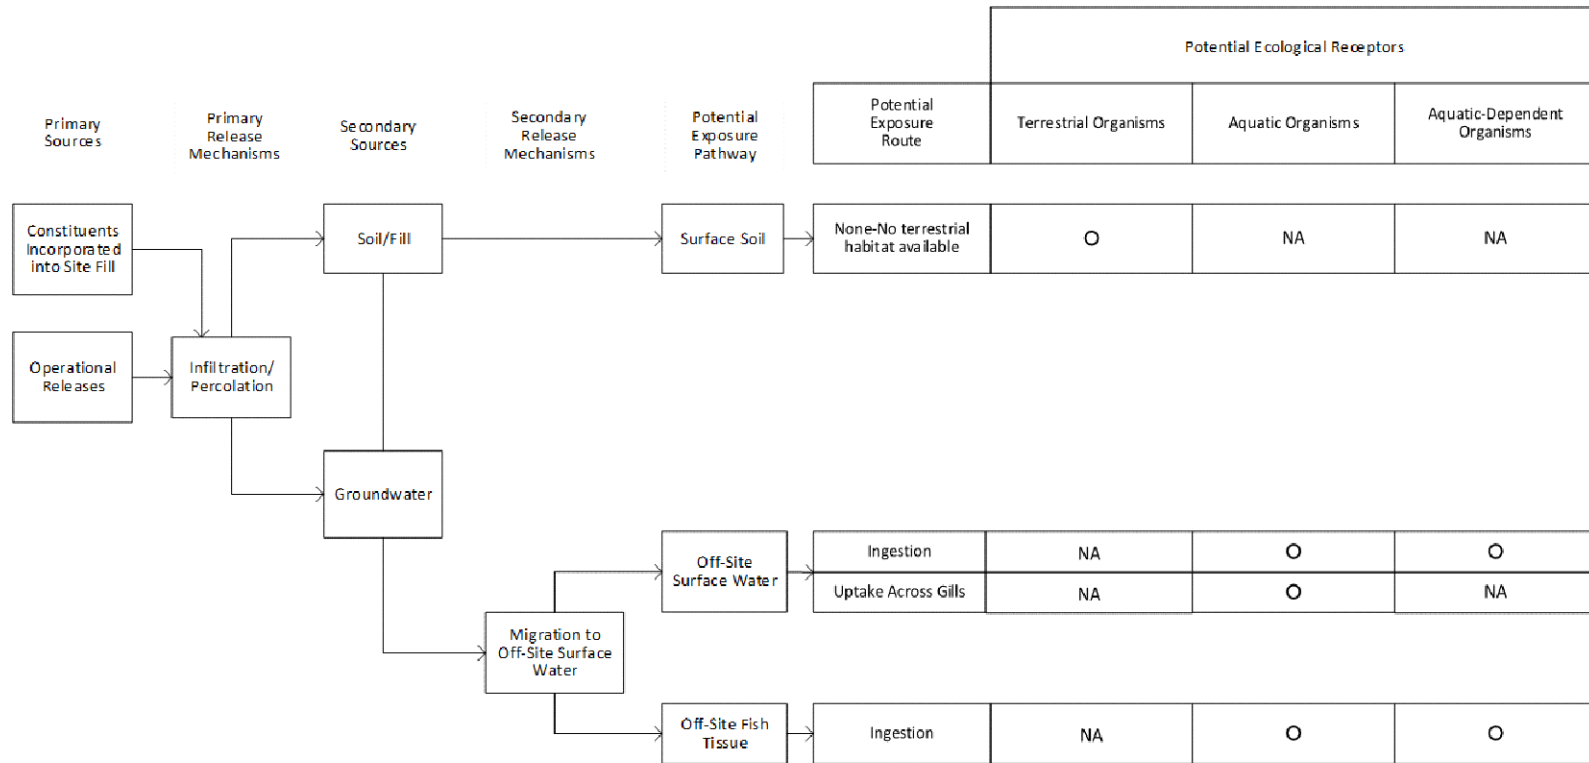 Potential Ecological Receptors
Primary
Sources
Primary
Release
Mechanisms
Secondary
Sources
Secondary
Release
Mechanisms
Potential
Exposure
Pathway
Potential
Exposure
Route
Terrestrial Organisms
Aquatic Organisms
Aquatic-Dependent
Organisms
Constituents
Incorporated
into Site Fill
Soil/Fill
Surface Soil
None-No terrestrial
habitat available
O
NA
NA
Operational
Releases
Infiltration/
Percolation
Groundwater
Migration to
Off-Site Surface
Water
Off-Site
Surface Water
Ingestion
NA
O
O
Uptake Across Gills
NA
O
NA
Off-Site Fish
Tissue
Ingestion
NA
O
O